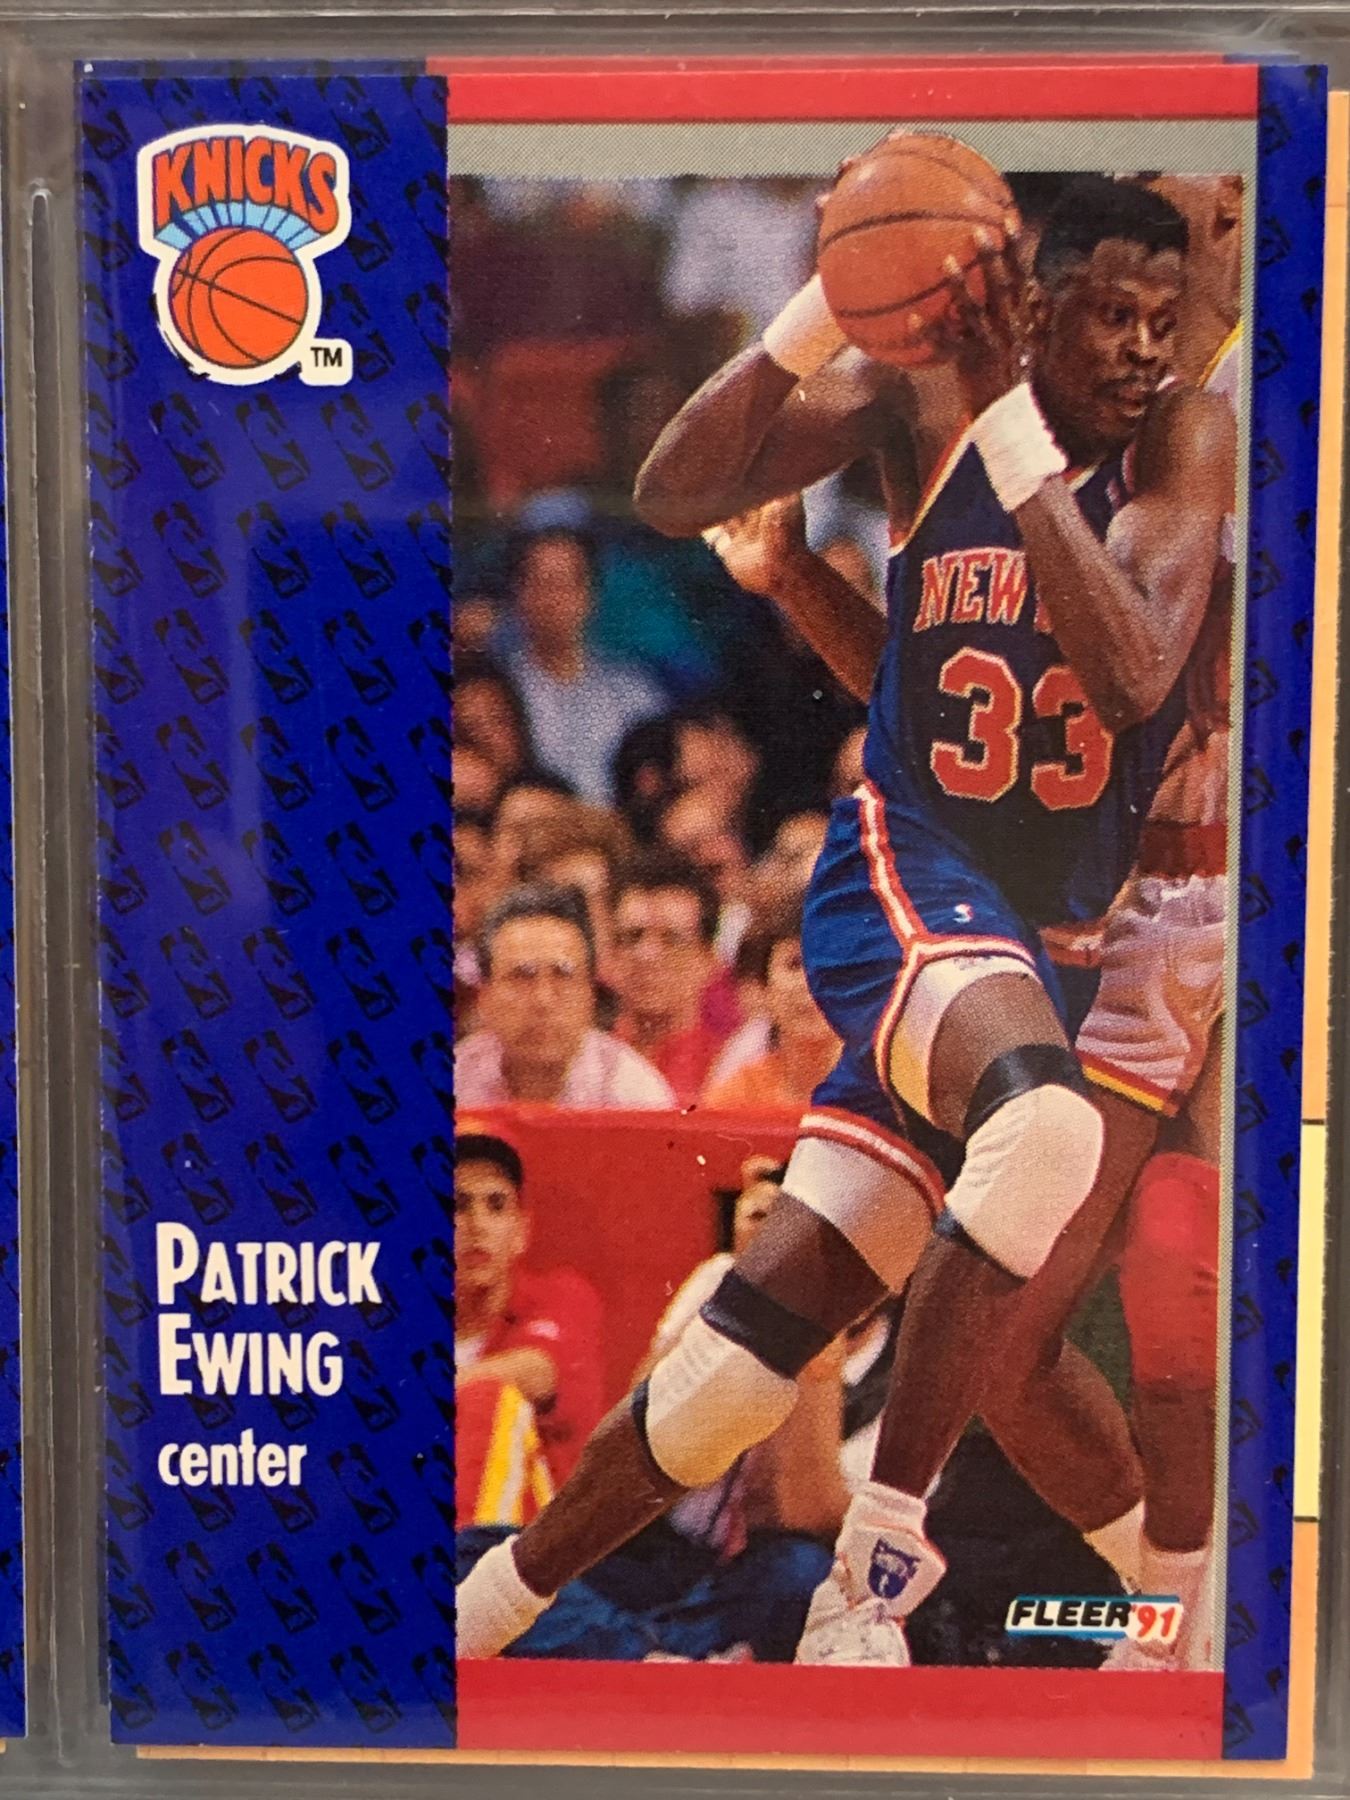 KNICKS
TM
NEW
33
PATRICK
EWING
center
FLEER '91